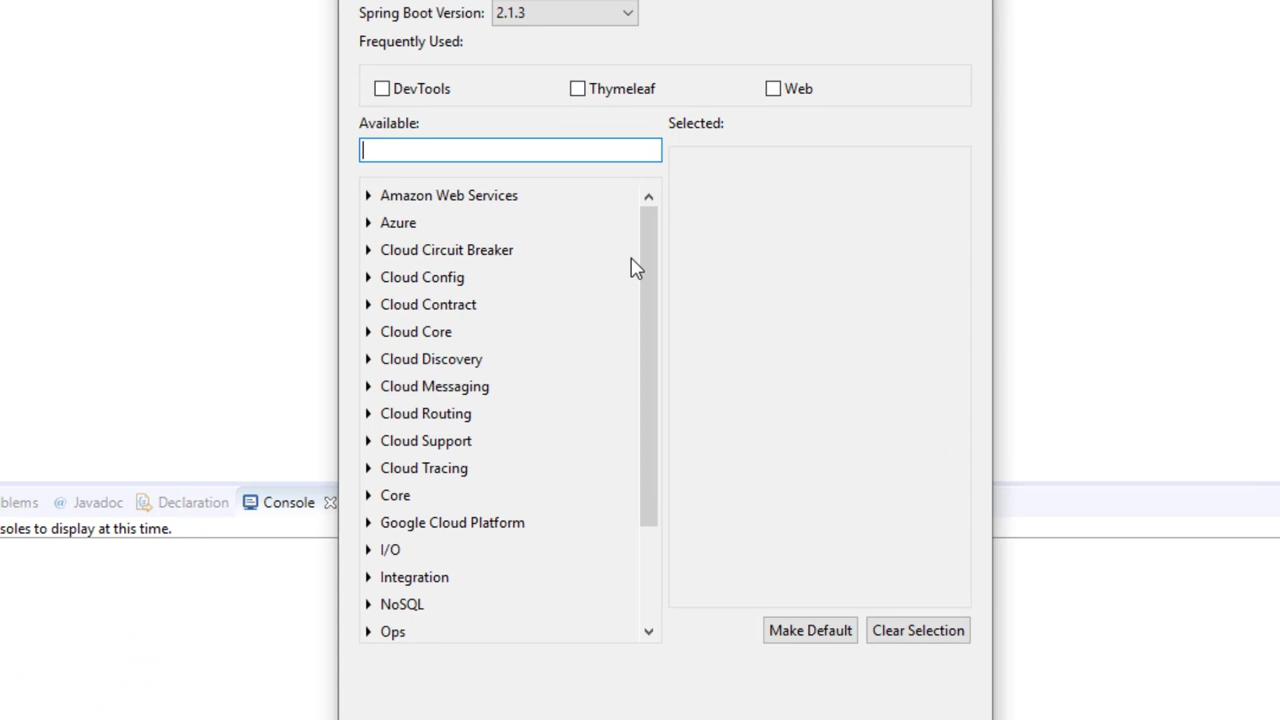 Spring Boot Version: 2.1.3
Frequently Used:
DevTools Thymeleaf Web
Available: Selected:
Amazon Web Services
Azure
Cloud Circuit Breaker
Cloud Config
Cloud Contract
Cloud Core
Cloud Discovery
Cloud Messaging
Cloud Routing
Cloud Support
Cloud Tracing
Core
Google Cloud Platform
I/O
Integration
NoSQL
Ops
Make Default Clear Selection
blems @ Javadoc Declaration Console
soles to display at this time.